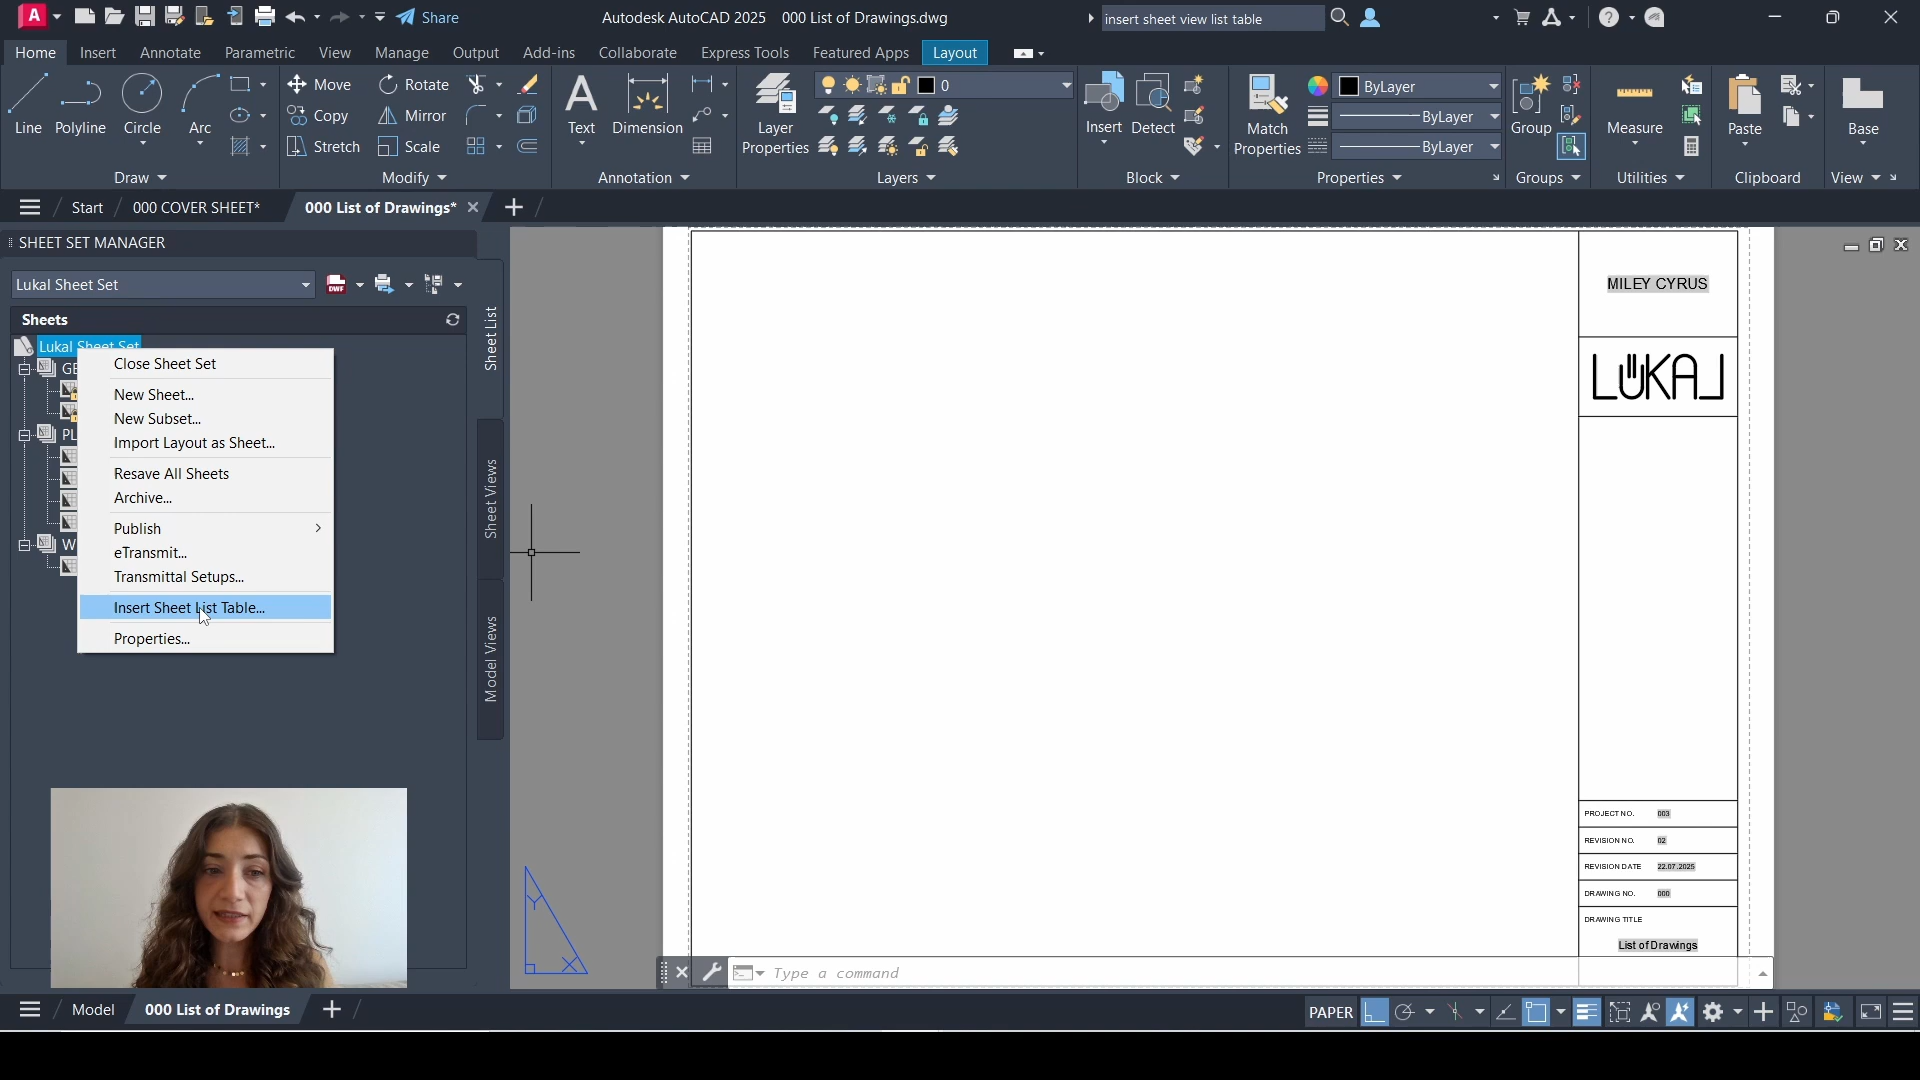 Share
Autodesk AutoCAD 2025 000 List of Drawings.dwg
insert sheet view list table
Home Insert Annotate Parametric View Manage Output Add-ins Collaborate Express Tools Featured Apps Layout
Line Polyline Circle Arc
Draw
Move Rotate
Copy Mirror
Stretch Scale
Modify
Text Dimension
Annotation
Layer Properties
0
Layers
Insert Detect
Block
Match Properties
ByLayer
ByLayer
ByLayer
Properties
Group
Groups
Measure
Utilities
Paste
Clipboard
Base
View
Start 000 COVER SHEET* 000 List of Drawings*
SHEET SET MANAGER
Lukal Sheet Set
DWF
Sheets
Lukal Sheet Set
GE
PL
W
Close Sheet Set
New Sheet...
New Subset...
Import Layout as Sheet...
Resave All Sheets
Archive...
Publish
eTransmit...
Transmittal Setups...
Insert Sheet List Table...
Properties...
Sheet List
Sheet Views
Model Views
MILEY CYRUS
LUKAL
PROJECT NO. 003
REVISION NO. 02
REVISION DATE 22.07.2025
DRAWING NO. 000
DRAWING TITLE
List of Drawings
Y
X
Type a command
Model 000 List of Drawings
PAPER